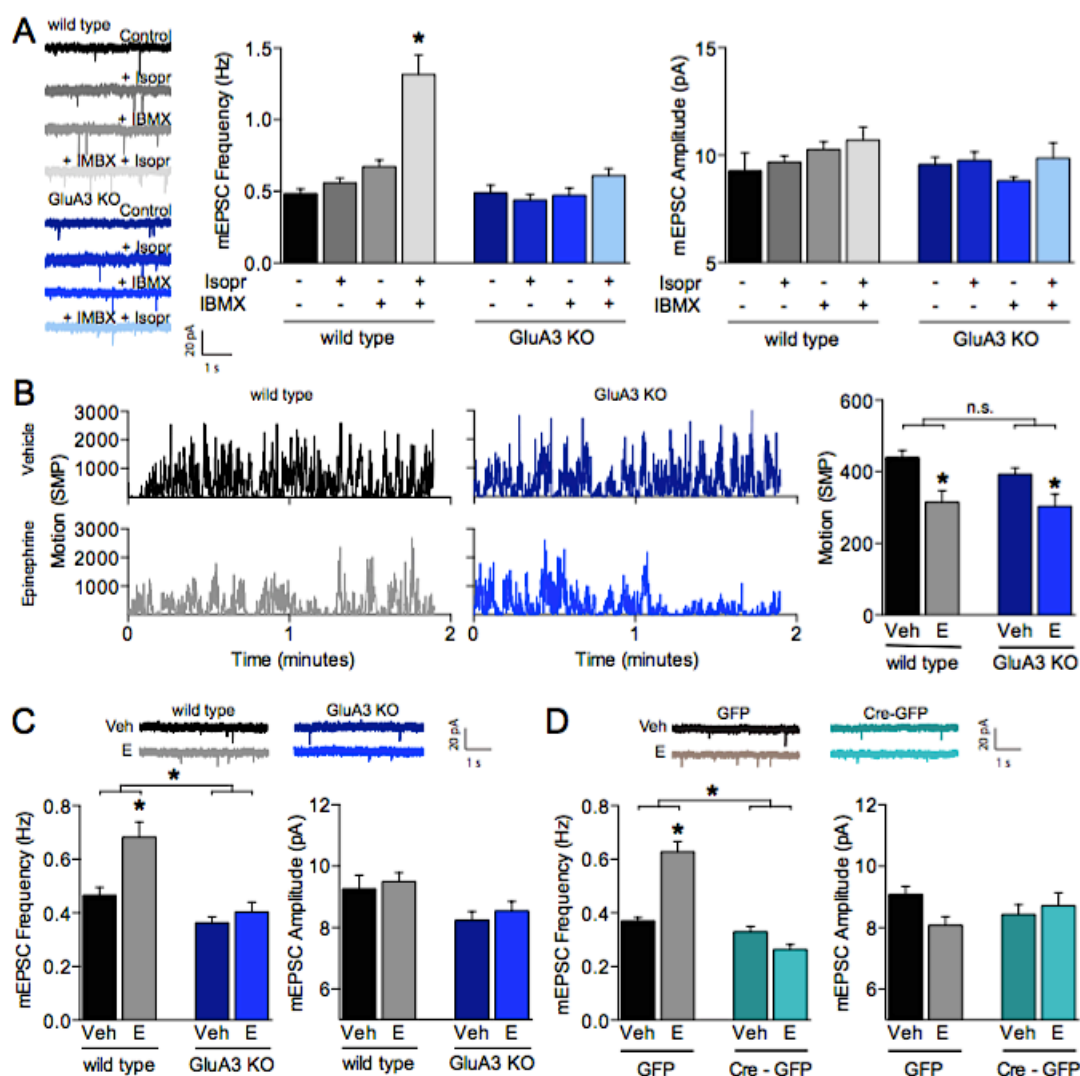 A
wild type
Control
+ Isopr
+ IBMX
+ IMBX + Isopr
GluA3 KO
Control
+ Isopr
+ IBMX
+ IMBX + Isopr
20 pA
1 s
mEPSC Frequency (Hz)
1.5
1.0
0.5
0.0
*
Isopr - + - + - + - +
IBMX - - + + - - + +
wild type GluA3 KO
mEPSC Amplitude (pA)
20
15
10
5
- + - + - + - +
- - + + - - + +
wild type GluA3 KO
B
wild type GluA3 KO
Vehicle
Epinephrine
Motion (SMP)
3000
2000
1000
3000
2000
1000
0 1 2 0 1 2
Time (minutes) Time (minutes)
Motion (SMP)
600
400
200
0
n.s.
* *
Veh E Veh E
wild type GluA3 KO
C
wild type GluA3 KO
Veh
E
20 pA
1 s
mEPSC Frequency (Hz)
0.8
0.6
0.4
0.2
0.0
*
*
Veh E Veh E
wild type GluA3 KO
mEPSC Amplitude (pA)
12
10
8
6
Veh E Veh E
wild type GluA3 KO
D
GFP Cre-GFP
Veh
E
20 pA
1 s
mEPSC Frequency (Hz)
0.8
0.6
0.4
0.2
0.0
*
*
Veh E Veh E
GFP Cre - GFP
mEPSC Amplitude (pA)
12
10
8
6
Veh E Veh E
GFP Cre - GFP